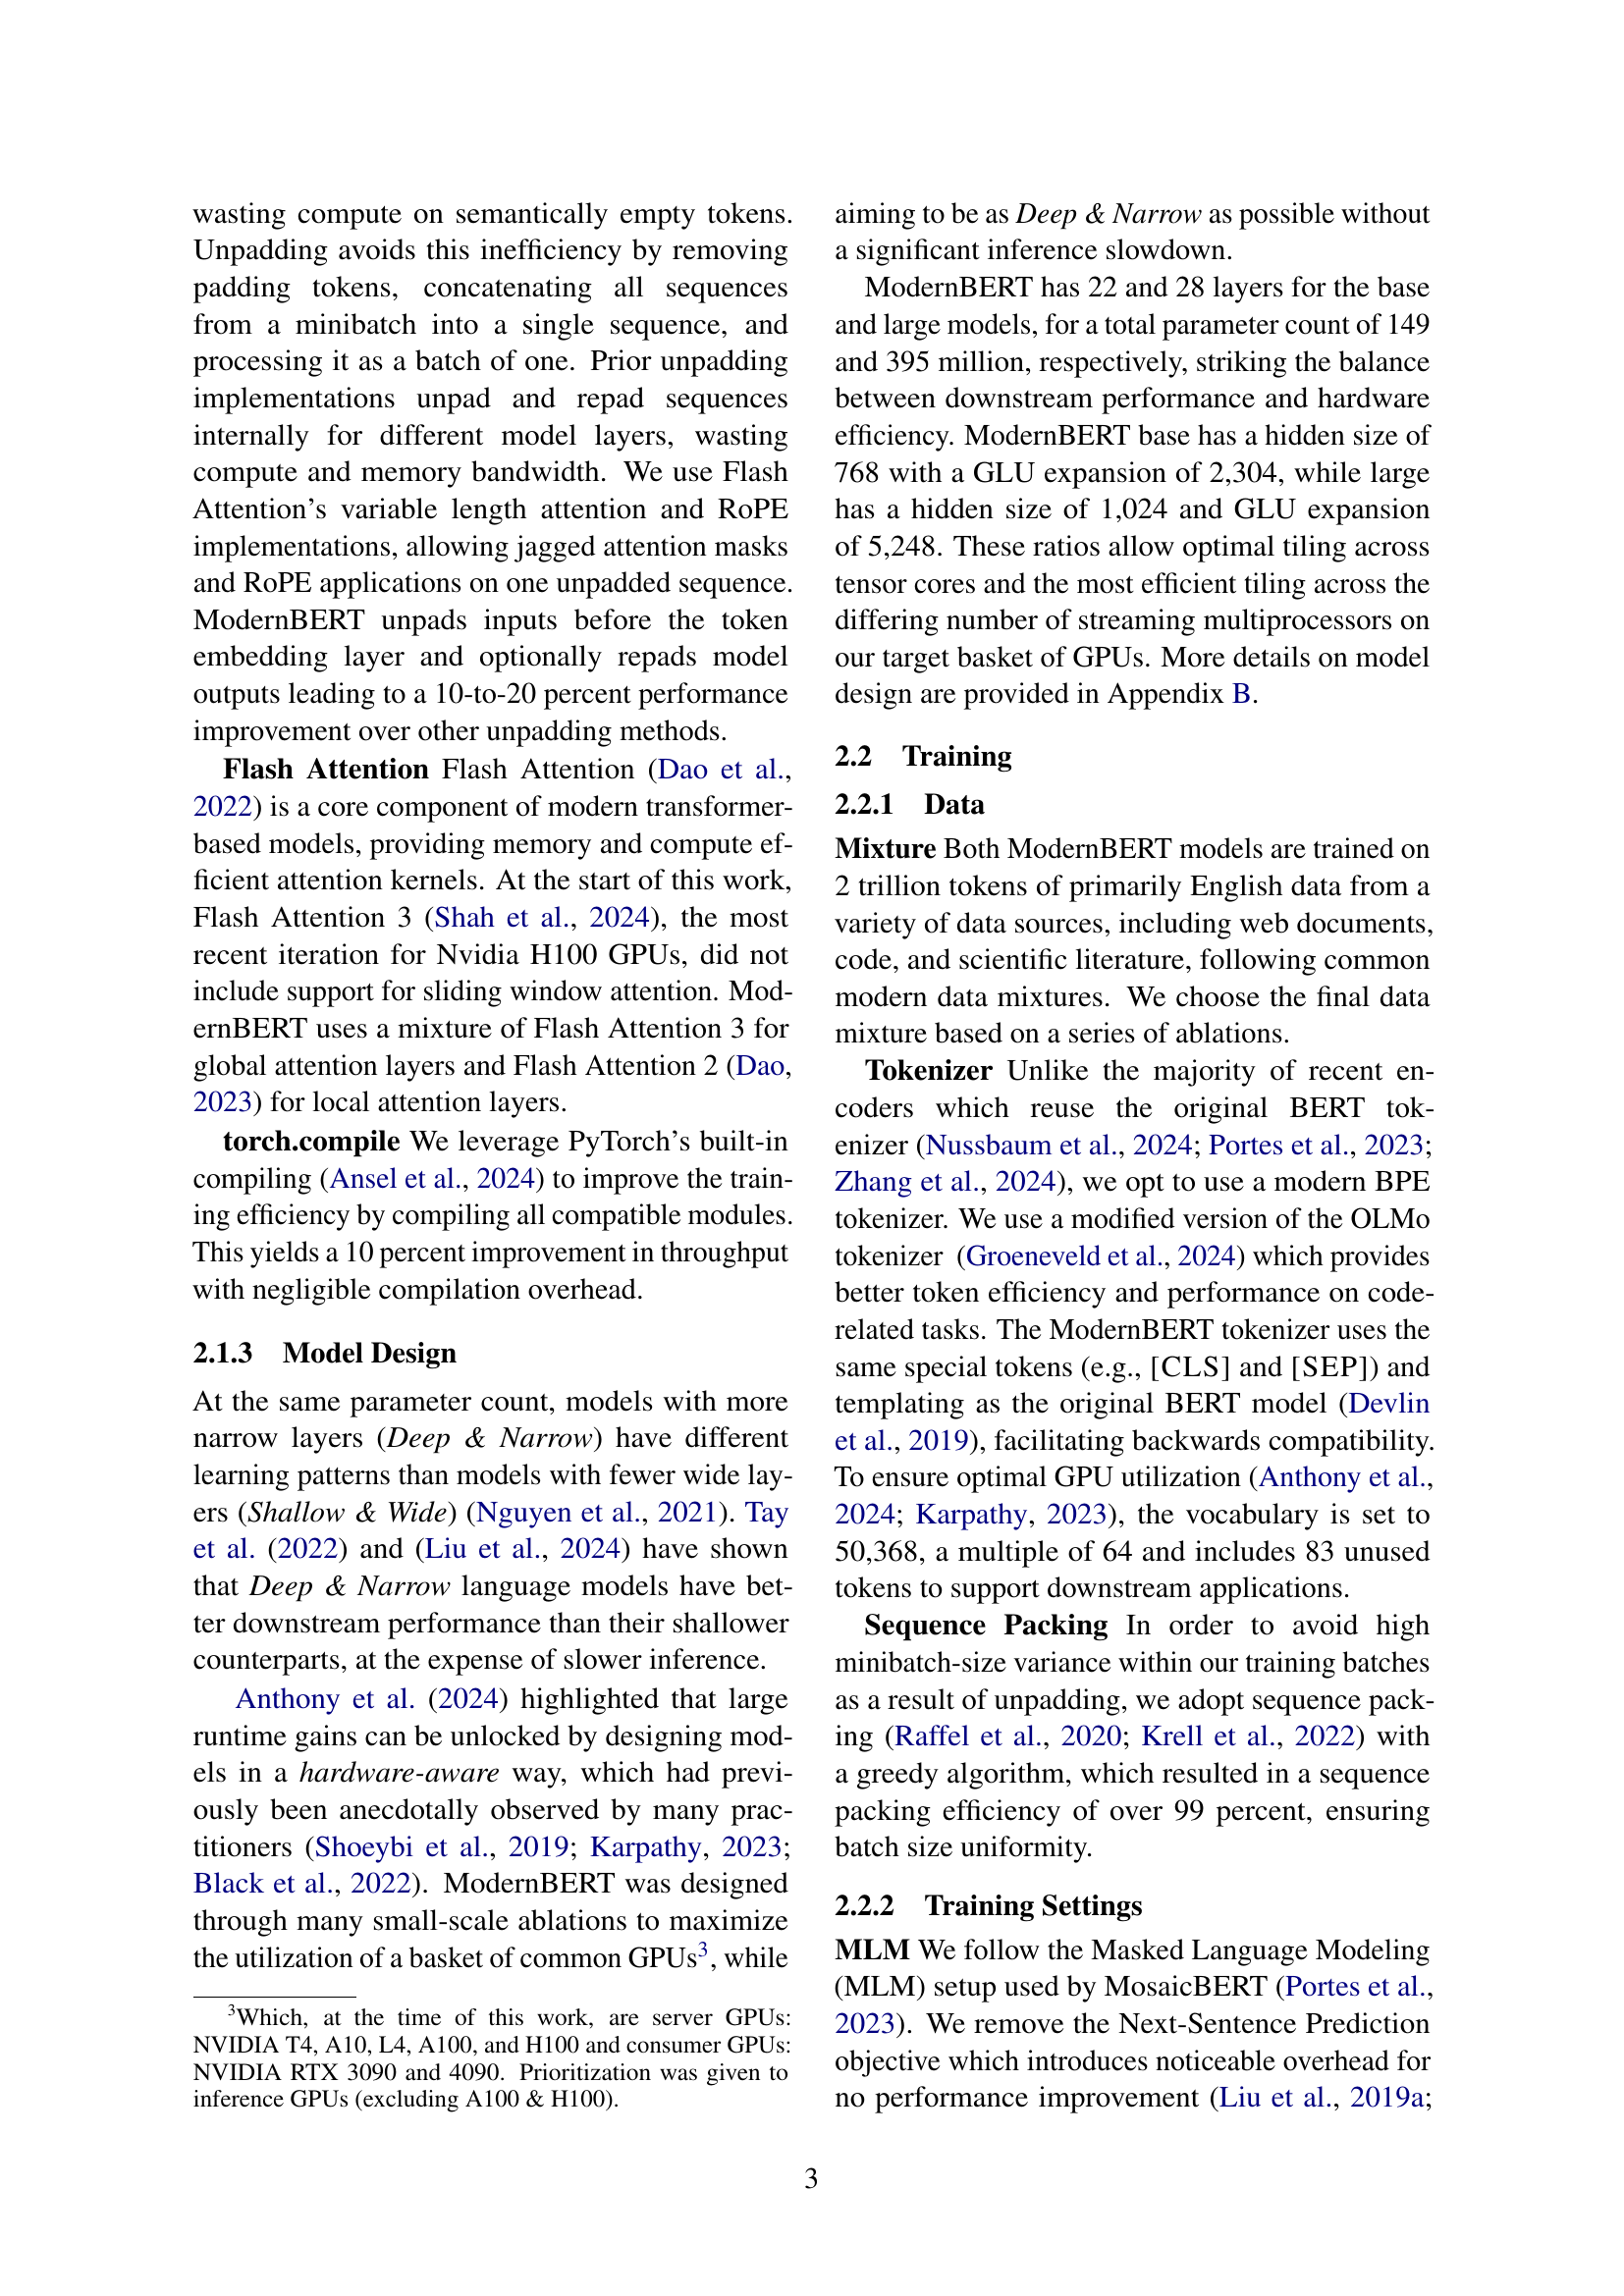 wasting compute on semantically empty tokens.
Unpadding avoids this inefficiency by removing
padding tokens, concatenating all sequences
from a minibatch into a single sequence, and
processing it as a batch of one. Prior unpadding
implementations unpad and repad sequences
internally for different model layers, wasting
compute and memory bandwidth. We use Flash
Attention's variable length attention and RoPE
implementations, allowing jagged attention masks
and RoPE applications on one unpadded sequence.
ModernBERT unpads inputs before the token
embedding layer and optionally repads model
outputs leading to a 10-to-20 percent performance
improvement over other unpadding methods.
Flash Attention Flash Attention (Dao et al.,
2022) is a core component of modern transformer-
based models, providing memory and compute ef-
ficient attention kernels. At the start of this work,
Flash Attention 3 (Shah et al., 2024), the most
recent iteration for Nvidia H100 GPUs, did not
include support for sliding window attention. Mod-
ernBERT uses a mixture of Flash Attention 3 for
global attention layers and Flash Attention 2 (Dao,
2023) for local attention layers.
torch.compile We leverage PyTorch's built-in
compiling (Ansel et al., 2024) to improve the train-
ing efficiency by compiling all compatible modules.
This yields a 10 percent improvement in throughput
with negligible compilation overhead.
2.1.3 Model Design
At the same parameter count, models with more
narrow layers (Deep & Narrow) have different
learning patterns than models with fewer wide lay-
ers (Shallow & Wide) (Nguyen et al., 2021). Tay
et al. (2022) and (Liu et al., 2024) have shown
that Deep & Narrow language models have bet-
ter downstream performance than their shallower
counterparts, at the expense of slower inference.
Anthony et al. (2024) highlighted that large
runtime gains can be unlocked by designing mod-
els in a hardware-aware way, which had previ-
ously been anecdotally observed by many prac-
titioners (Shoeybi et al., 2019; Karpathy, 2023;
Black et al., 2022). ModernBERT was designed
through many small-scale ablations to maximize
the utilization of a basket of common GPUs3, while
3Which, at the time of this work, are server GPUs:
NVIDIA T4, A10, L4, A100, and H100 and consumer GPUs:
NVIDIA RTX 3090 and 4090. Prioritization was given to
inference GPUs (excluding A100 & H100).
aiming to be as Deep & Narrow as possible without
a significant inference slowdown.
ModernBERT has 22 and 28 layers for the base
and large models, for a total parameter count of 149
and 395 million, respectively, striking the balance
between downstream performance and hardware
efficiency. ModernBERT base has a hidden size of
768 with a GLU expansion of 2,304, while large
has a hidden size of 1,024 and GLU expansion
of 5,248. These ratios allow optimal tiling across
tensor cores and the most efficient tiling across the
differing number of streaming multiprocessors on
our target basket of GPUs. More details on model
design are provided in Appendix B.
2.2 Training
2.2.1 Data
Mixture Both ModernBERT models are trained on
2 trillion tokens of primarily English data from a
variety of data sources, including web documents,
code, and scientific literature, following common
modern data mixtures. We choose the final data
mixture based on a series of ablations.
Tokenizer Unlike the majority of recent en-
coders which reuse the original BERT tok-
enizer (Nussbaum et al., 2024; Portes et al., 2023;
Zhang et al., 2024), we opt to use a modern BPE
tokenizer. We use a modified version of the OLMo
tokenizer (Groeneveld et al., 2024) which provides
better token efficiency and performance on code-
related tasks. The ModernBERT tokenizer uses the
same special tokens (e.g., [CLS] and [SEP]) and
templating as the original BERT model (Devlin
et al., 2019), facilitating backwards compatibility.
To ensure optimal GPU utilization (Anthony et al.,
2024; Karpathy, 2023), the vocabulary is set to
50,368, a multiple of 64 and includes 83 unused
tokens to support downstream applications.
Sequence Packing In order to avoid high
minibatch-size variance within our training batches
as a result of unpadding, we adopt sequence pack-
ing (Raffel et al., 2020; Krell et al., 2022) with
a greedy algorithm, which resulted in a sequence
packing efficiency of over 99 percent, ensuring
batch size uniformity.
2.2.2 Training Settings
MLM We follow the Masked Language Modeling
(MLM) setup used by MosaicBERT (Portes et al.,
2023). We remove the Next-Sentence Prediction
objective which introduces noticeable overhead for
no performance improvement (Liu et al., 2019a;
3